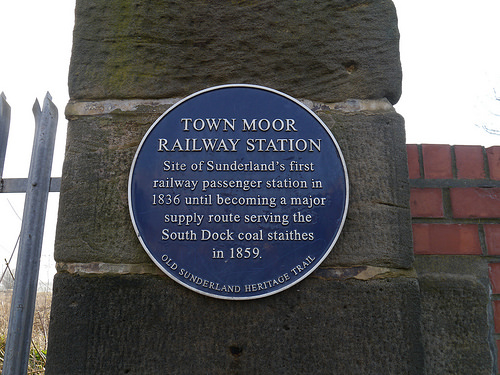 TOWN MOOR
RAILWAY STATION
Site of Sunderland's first
railway passenger station in
1836 until becoming a major
supply route serving the
South Dock coal staithes
in 1859.
OLD SUNDERLAND HERITAGE TRAIL